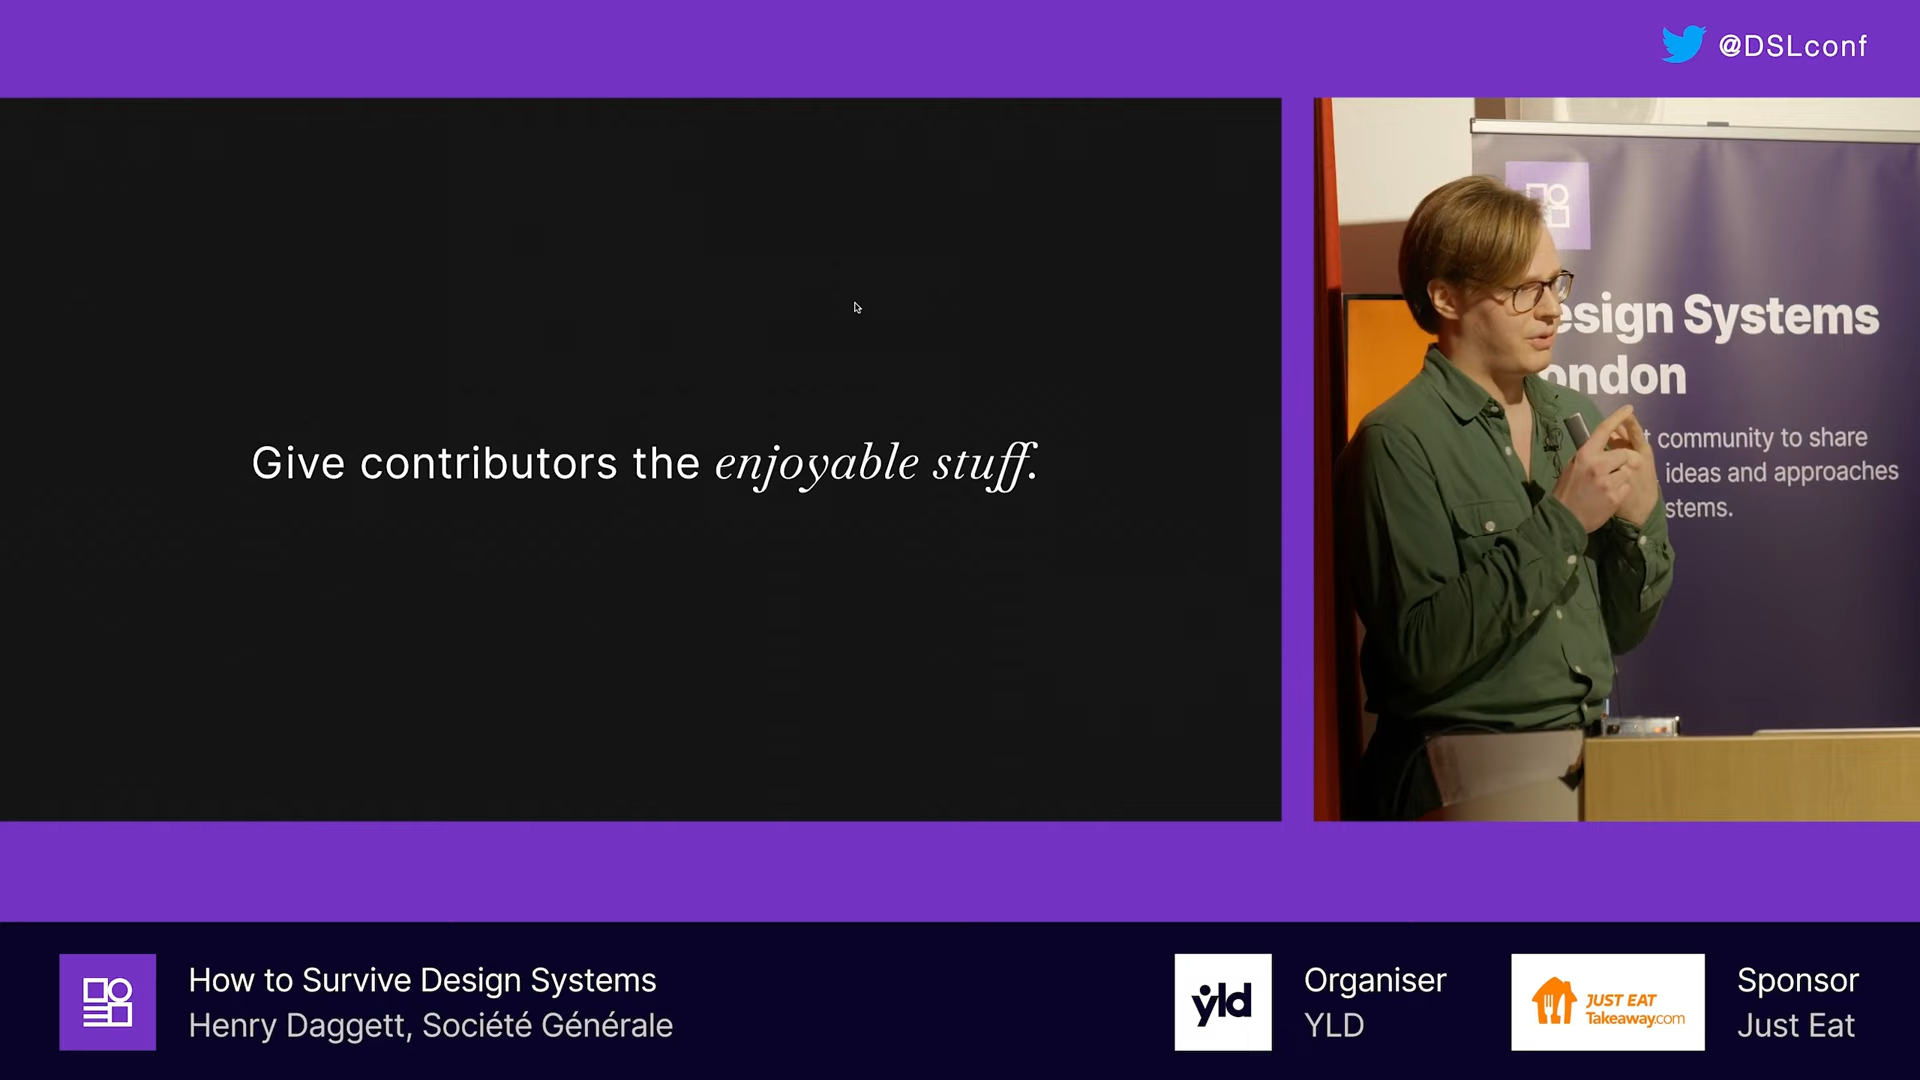 @DSLconf
Give contributors the enjoyable stuff.
esign Systems
ondon
community to share
ideas and approaches
stems.
How to Survive Design Systems
Henry Daggett, Société Générale
yld
Organiser
YLD
JUST EAT
Takeaway.com
Sponsor
Just Eat